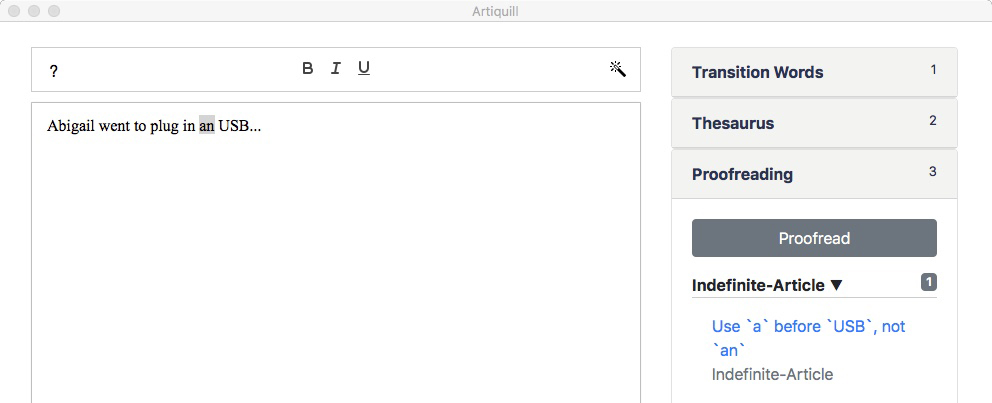 Artiquill
?
B I U
Abigail went to plug in an USB...
Transition Words 1
Thesaurus 2
Proofreading 3
Proofread
Indefinite-Article ▼ 1
Use `a` before `USB`, not
`an`
Indefinite-Article